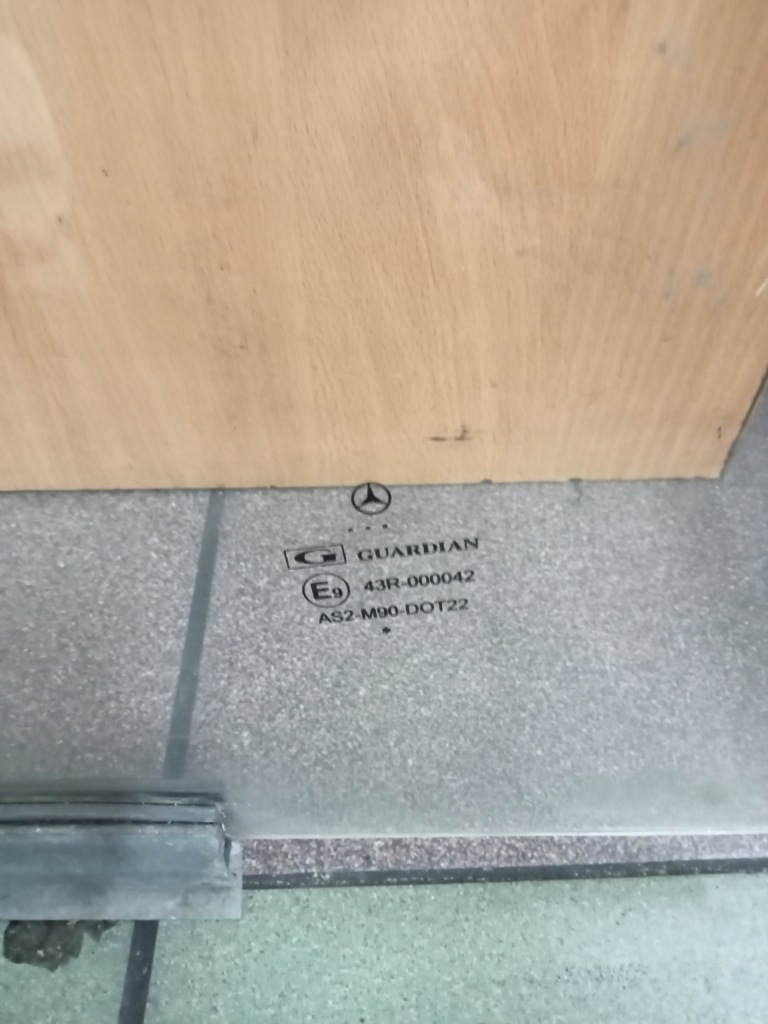 G GUARDIAN
E9 43R-000042
AS2-M90-DOT22